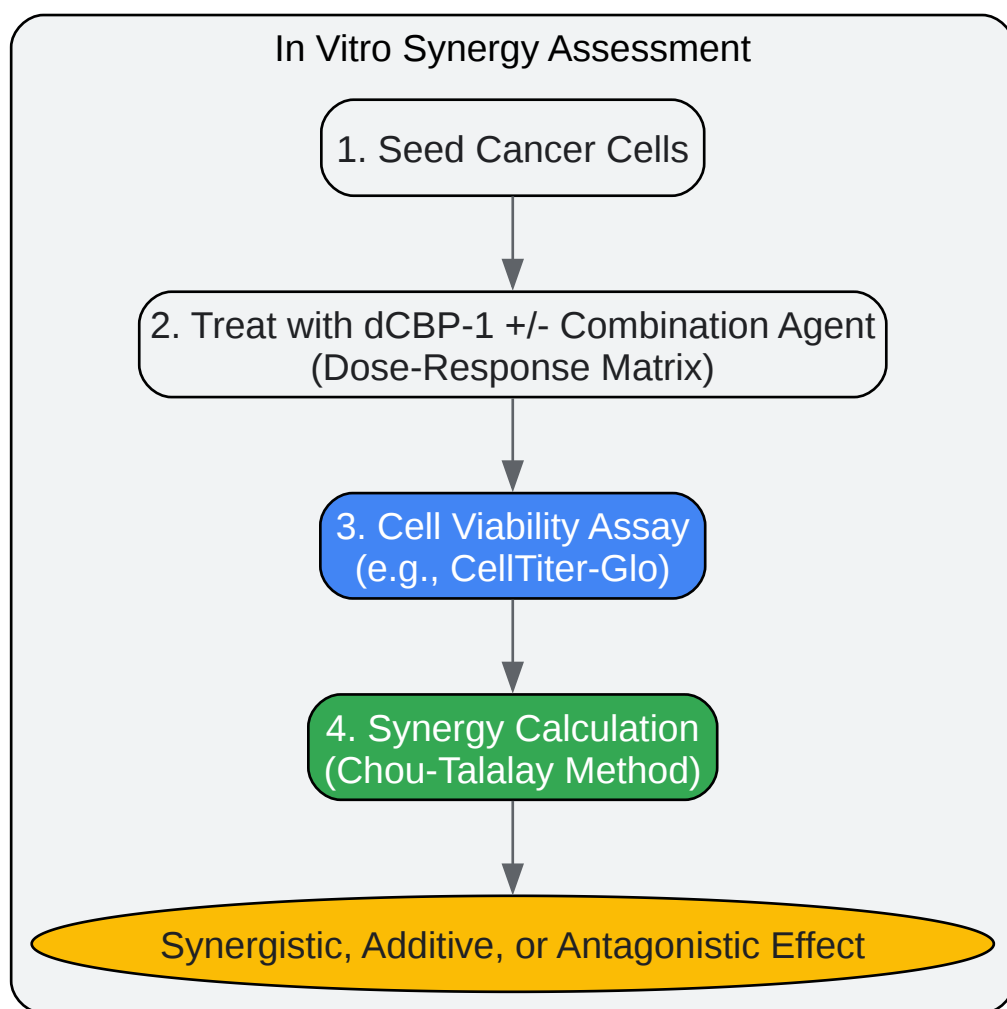 In Vitro Synergy Assessment
1. Seed Cancer Cells
2. Treat with dCBP-1 +/- Combination Agent
(Dose-Response Matrix)
3. Cell Viability Assay
(e.g., CellTiter-Glo)
4. Synergy Calculation
(Chou-Talalay Method)
Synergistic, Additive, or Antagonistic Effect